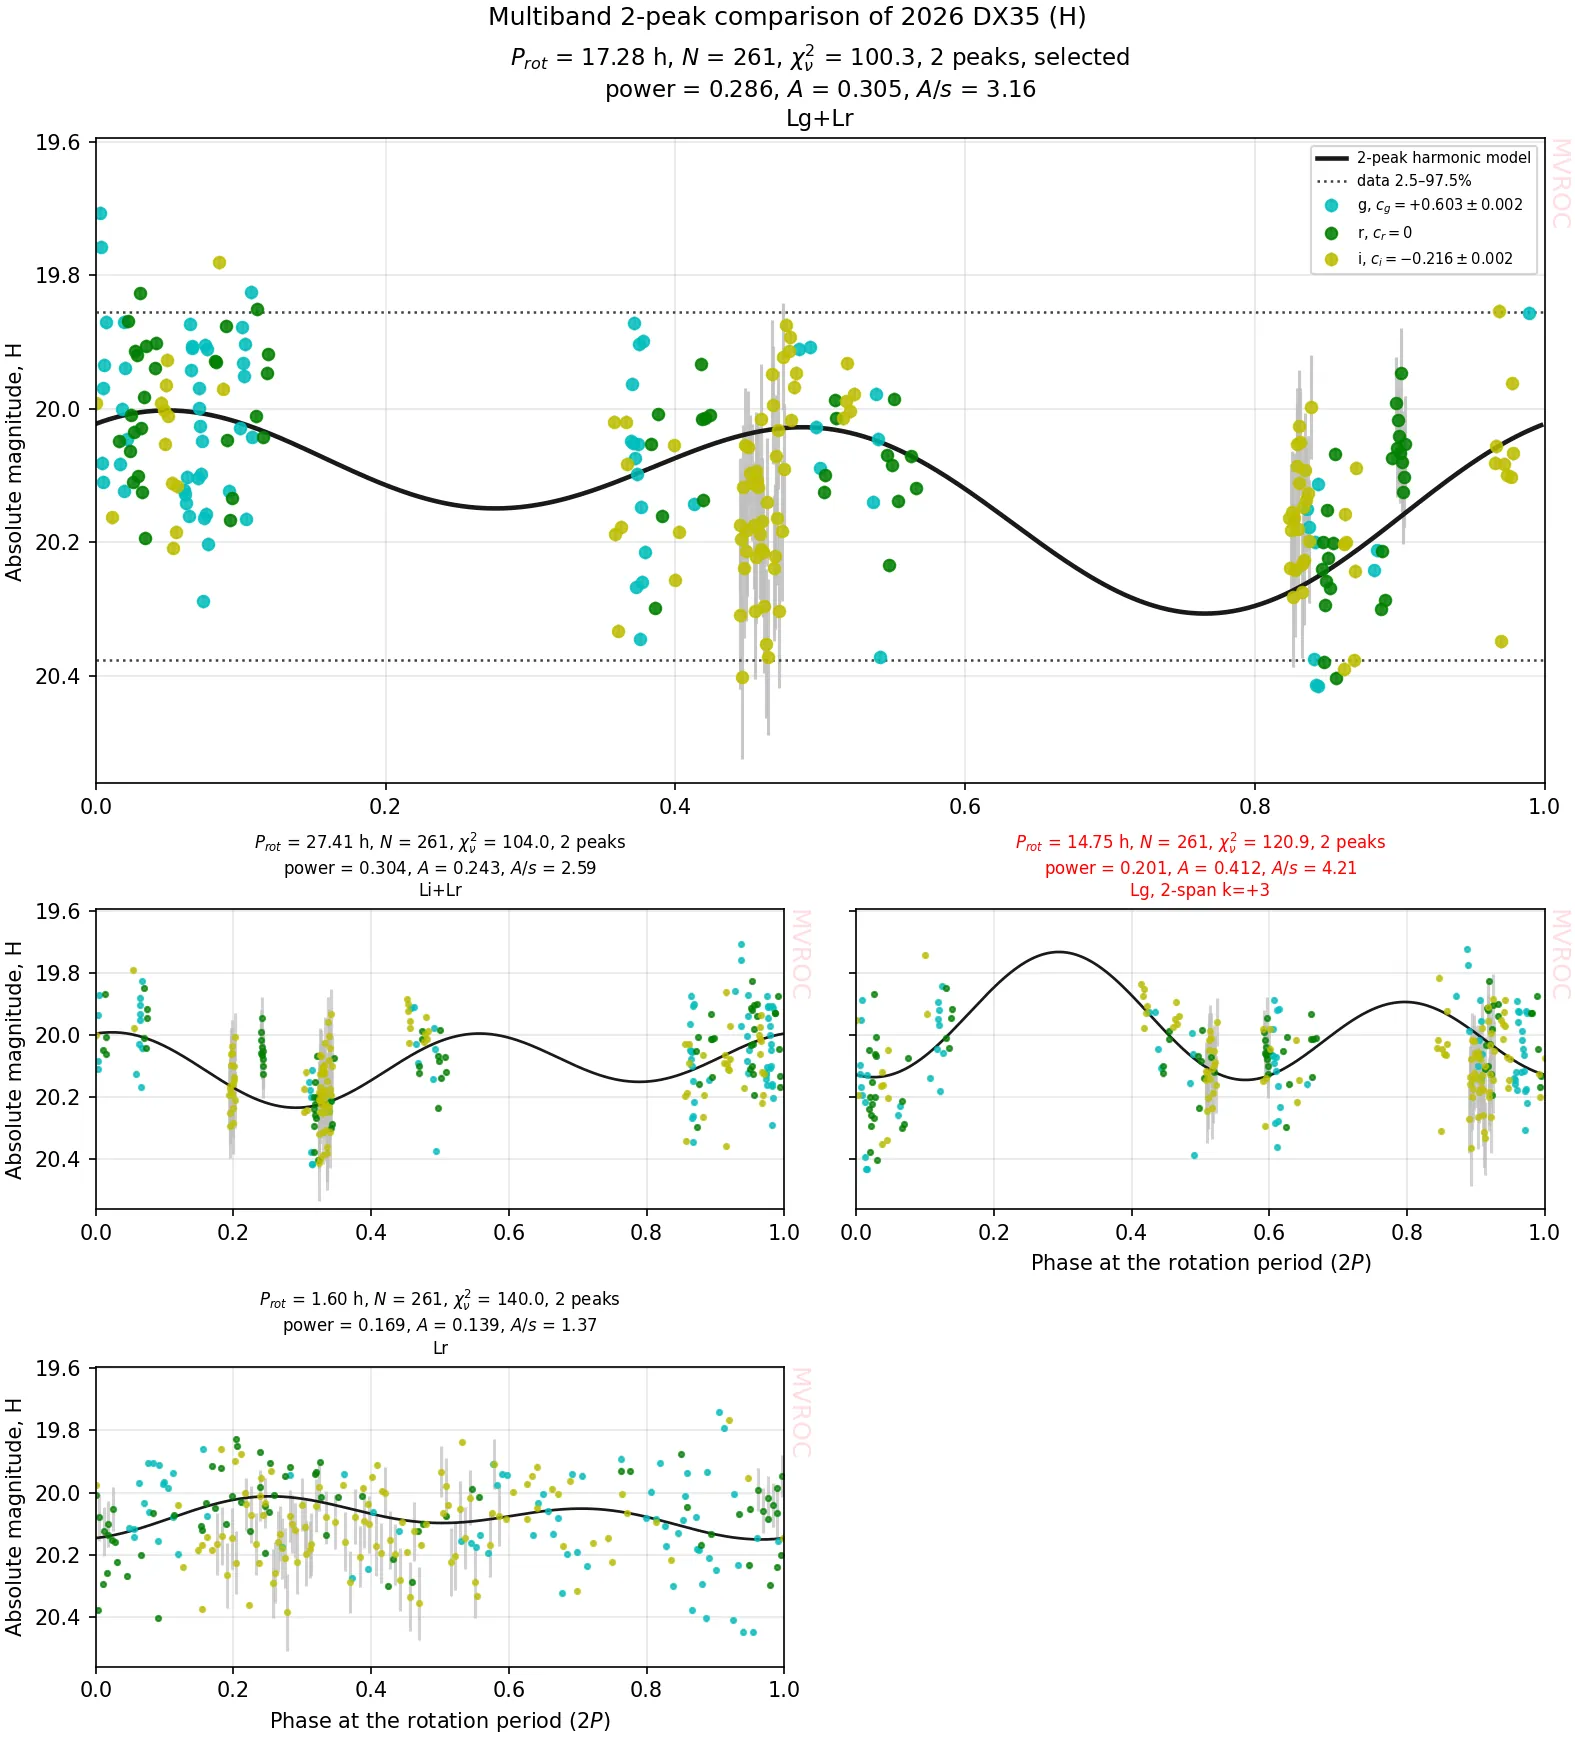 Multiband 2-peak comparison of 2026 DX35 (H)
P_rot = 17.28 h, N = 261, χ²_ν = 100.3, 2 peaks, selected
power = 0.286, A = 0.305, A/s = 3.16
Lg+Lr
Absolute magnitude, H
19.6
19.8
20.0
20.2
20.4
0.0 0.2 0.4 0.6 0.8 1.0
2-peak harmonic model
data 2.5–97.5%
g, c_g = +0.603 ± 0.002
r, c_r = 0
i, c_i = −0.216 ± 0.002
MVROC
P_rot = 27.41 h, N = 261, χ²_ν = 104.0, 2 peaks
power = 0.304, A = 0.243, A/s = 2.59
Li+Lr
Absolute magnitude, H
19.6
19.8
20.0
20.2
20.4
0.0 0.2 0.4 0.6 0.8 1.0
MVROC
P_rot = 14.75 h, N = 261, χ²_ν = 120.9, 2 peaks
power = 0.201, A = 0.412, A/s = 4.21
Lg, 2-span k=+3
0.0 0.2 0.4 0.6 0.8 1.0
Phase at the rotation period (2P)
MVROC
P_rot = 1.60 h, N = 261, χ²_ν = 140.0, 2 peaks
power = 0.169, A = 0.139, A/s = 1.37
Lr
Absolute magnitude, H
19.6
19.8
20.0
20.2
20.4
0.0 0.2 0.4 0.6 0.8 1.0
Phase at the rotation period (2P)
MVROC